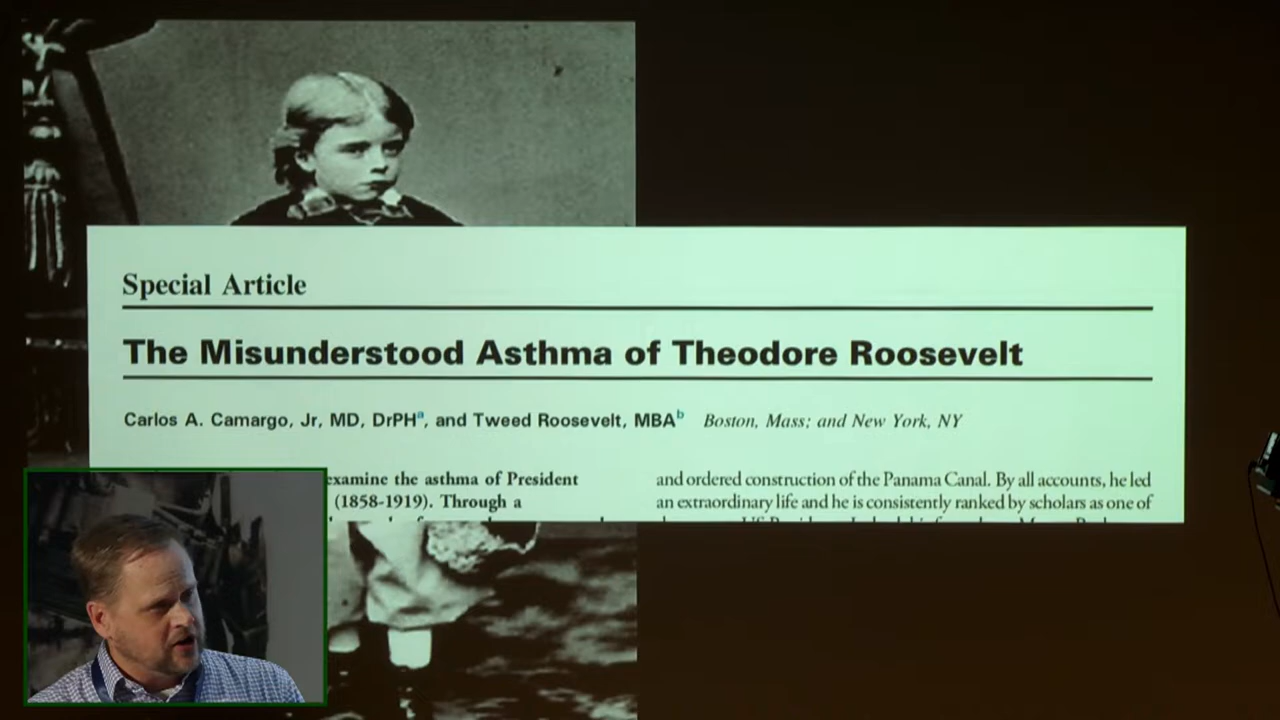 Special Article
The Misunderstood Asthma of Theodore Roosevelt
Carlos A. Camargo, Jr, MD, DrPHa, and Tweed Roosevelt, MBAb Boston, Mass; and New York, NY
examine the asthma of President
(1858-1919). Through a
and ordered construction of the Panama Canal. By all accounts, he led
an extraordinary life and he is consistently ranked by scholars as one of